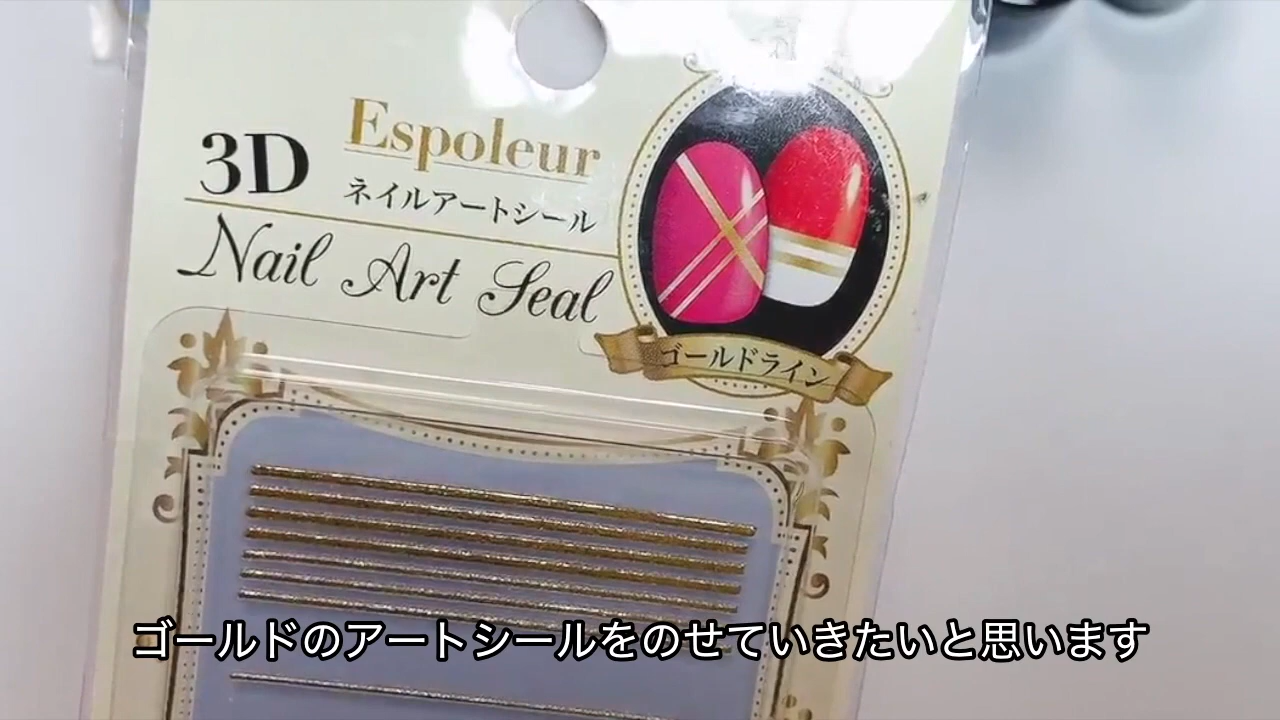 Espoleur
3D
ネイルアートシール
Nail Art Seal
ゴールドライン
ゴールドのアートシールをのせていきたいと思います